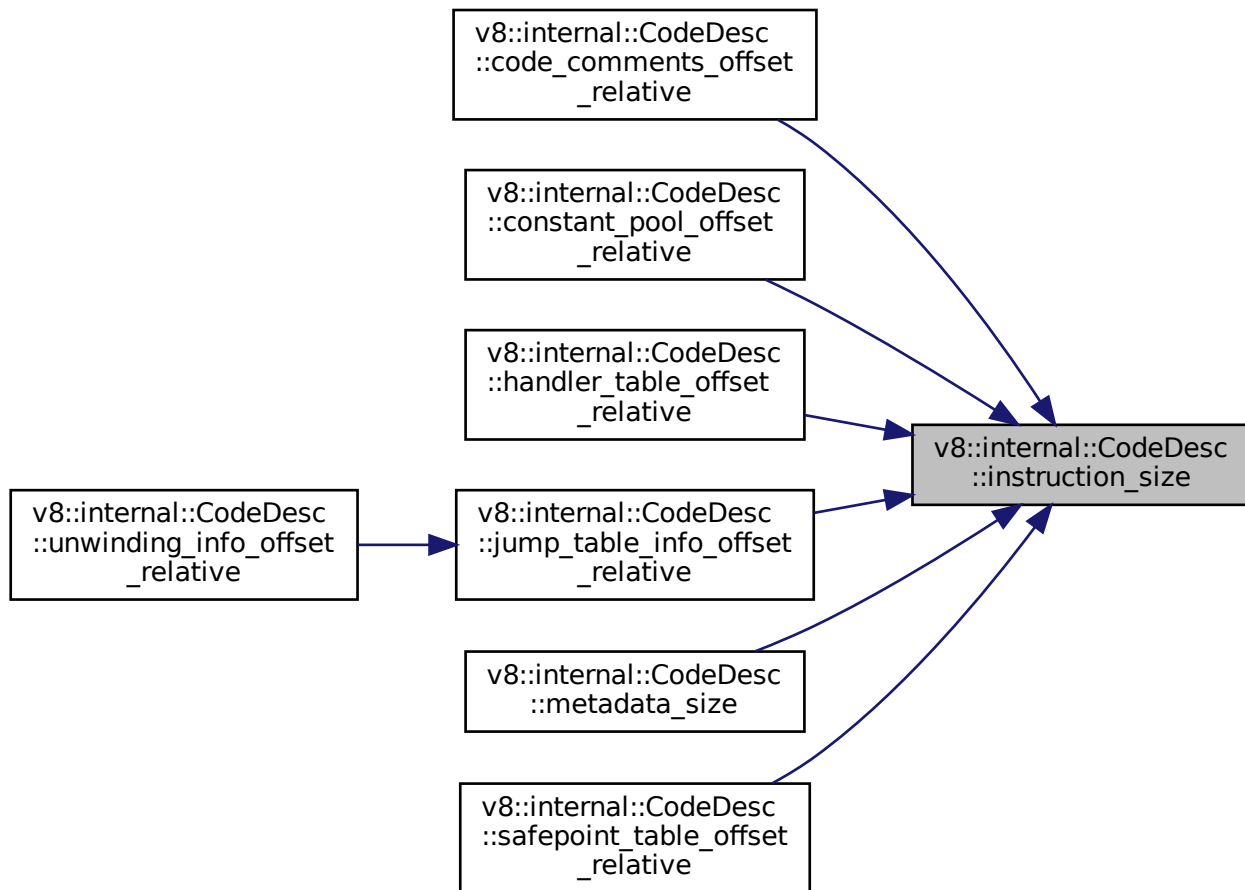 v8::internal::CodeDesc
::code_comments_offset
_relative
v8::internal::CodeDesc
::constant_pool_offset
_relative
v8::internal::CodeDesc
::handler_table_offset
_relative
v8::internal::CodeDesc
::instruction_size
v8::internal::CodeDesc
::unwinding_info_offset
_relative
v8::internal::CodeDesc
::jump_table_info_offset
_relative
v8::internal::CodeDesc
::metadata_size
v8::internal::CodeDesc
::safepoint_table_offset
_relative